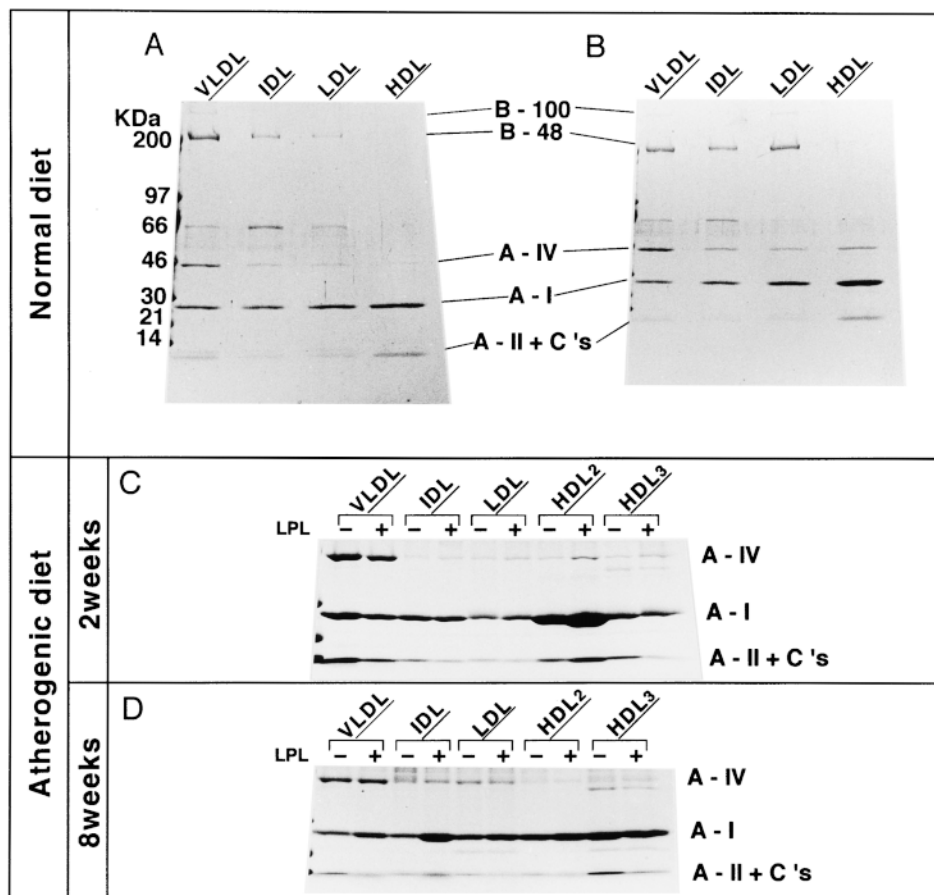 Normal diet
A
VLDL IDL LDL HDL
KDa
200
97
66
46
30
21
14
B - 100
B - 48
A - IV
A - I
A - II + C 's
B
VLDL IDL LDL HDL
Atherogenic diet
2weeks
C
VLDL IDL LDL HDL2 HDL3
LPL − + − + − + − + − +
A - IV
A - I
A - II + C 's
8weeks
D
VLDL IDL LDL HDL2 HDL3
LPL − + − + − + − + − +
A - IV
A - I
A - II + C 's